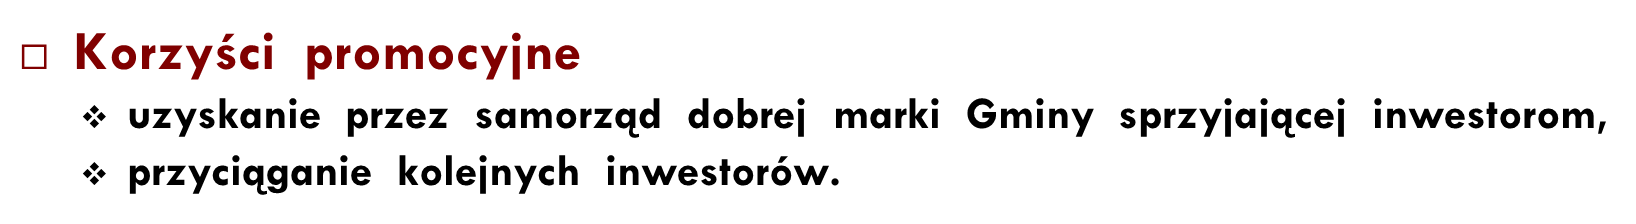 □ Korzyści promocyjne
❖ uzyskanie przez samorząd dobrej marki Gminy sprzyjającej inwestorom,
❖ przyciąganie kolejnych inwestorów.